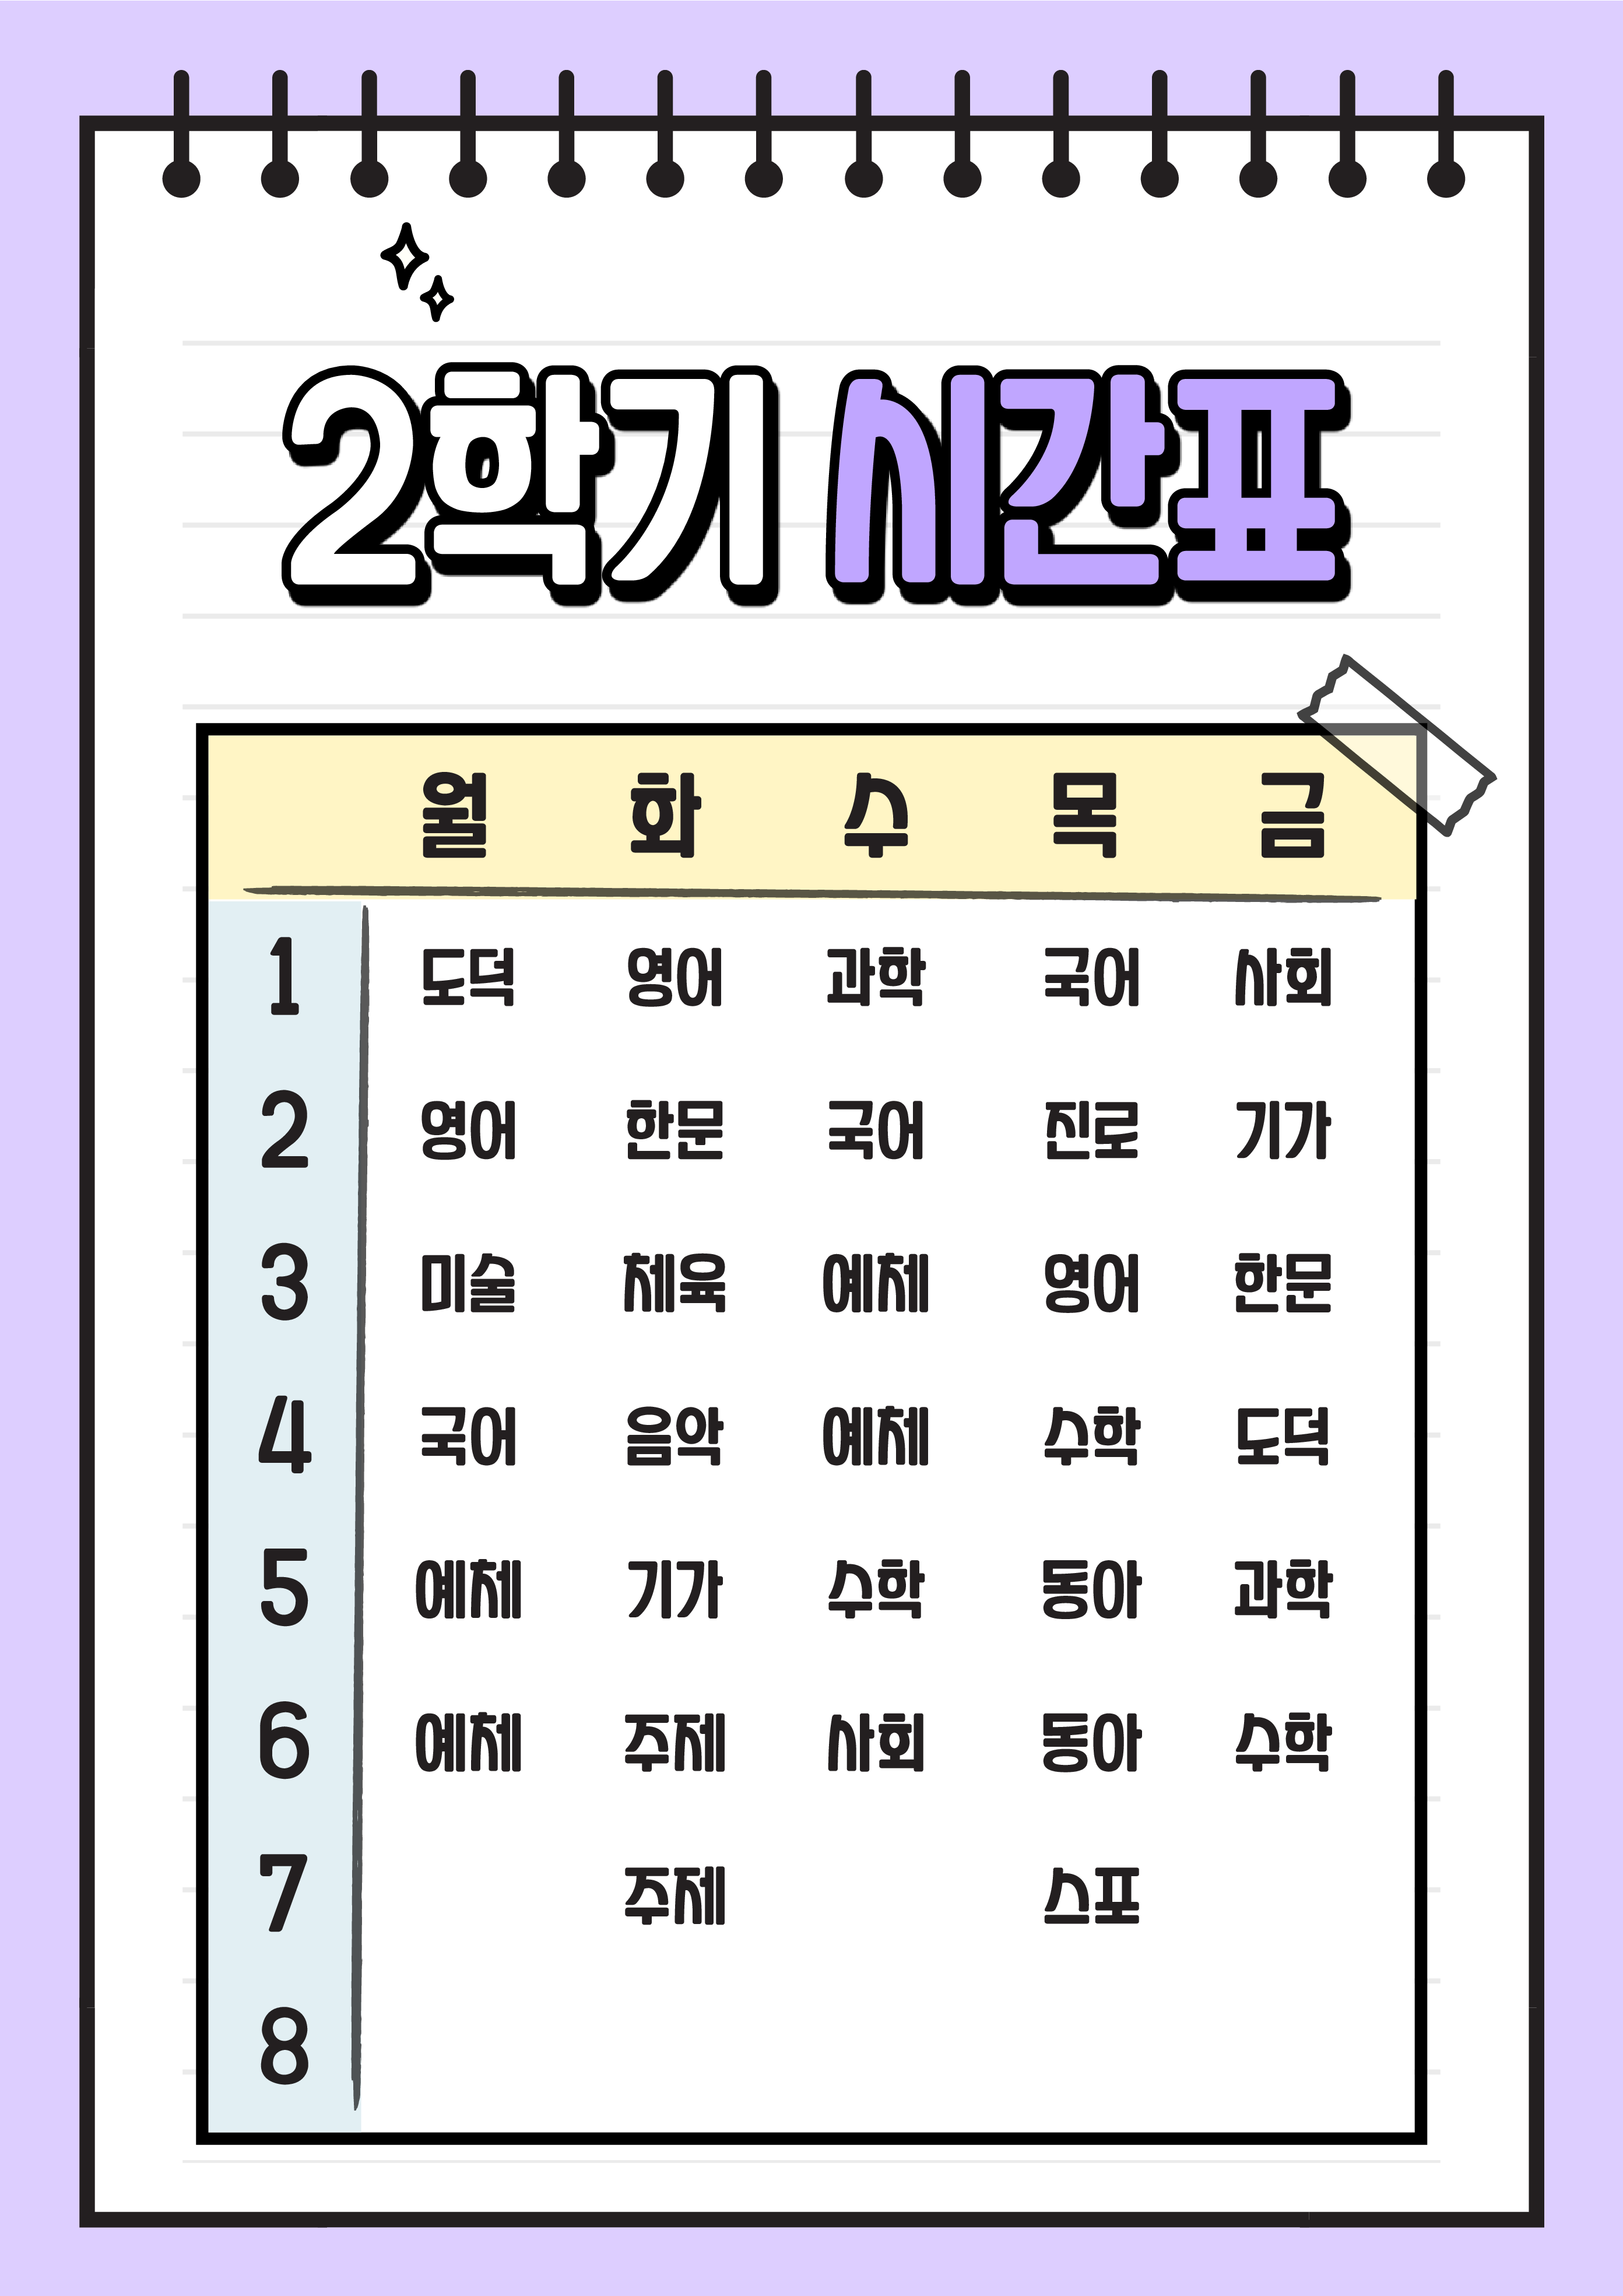 2학기 시간표
월 화 수 목 금
1 도덕 영어 과학 국어 사회
2 영어 한문 국어 진로 기가
3 미술 체육 예체 영어 한문
4 국어 음악 예체 수학 도덕
5 예체 기가 수학 동아 과학
6 예체 주제 사회 동아 수학
7 주제 스포
8